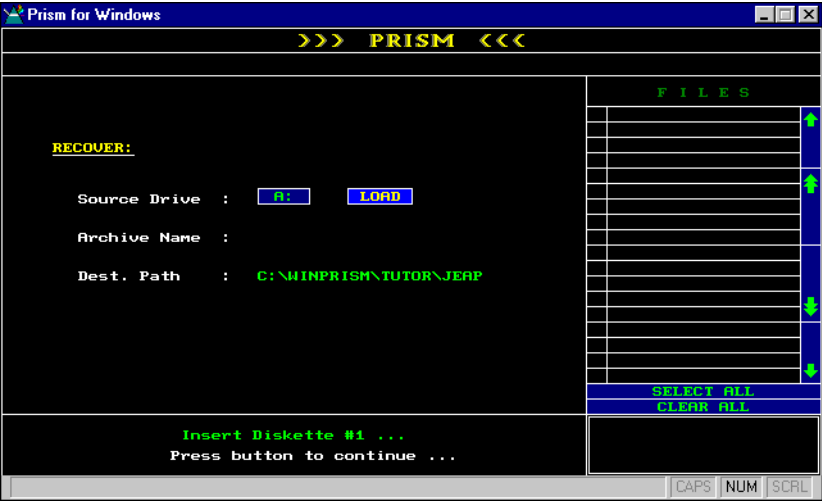 Prism for Windows
>>> PRISM <<<
F I L E S
RECOVER:
Source Drive : A: LOAD
Archive Name :
Dest. Path : C:\WINPRISM\TUTOR\JEAP
SELECT ALL
CLEAR ALL
Insert Diskette #1 ...
Press button to continue ...
CAPS NUM SCRL